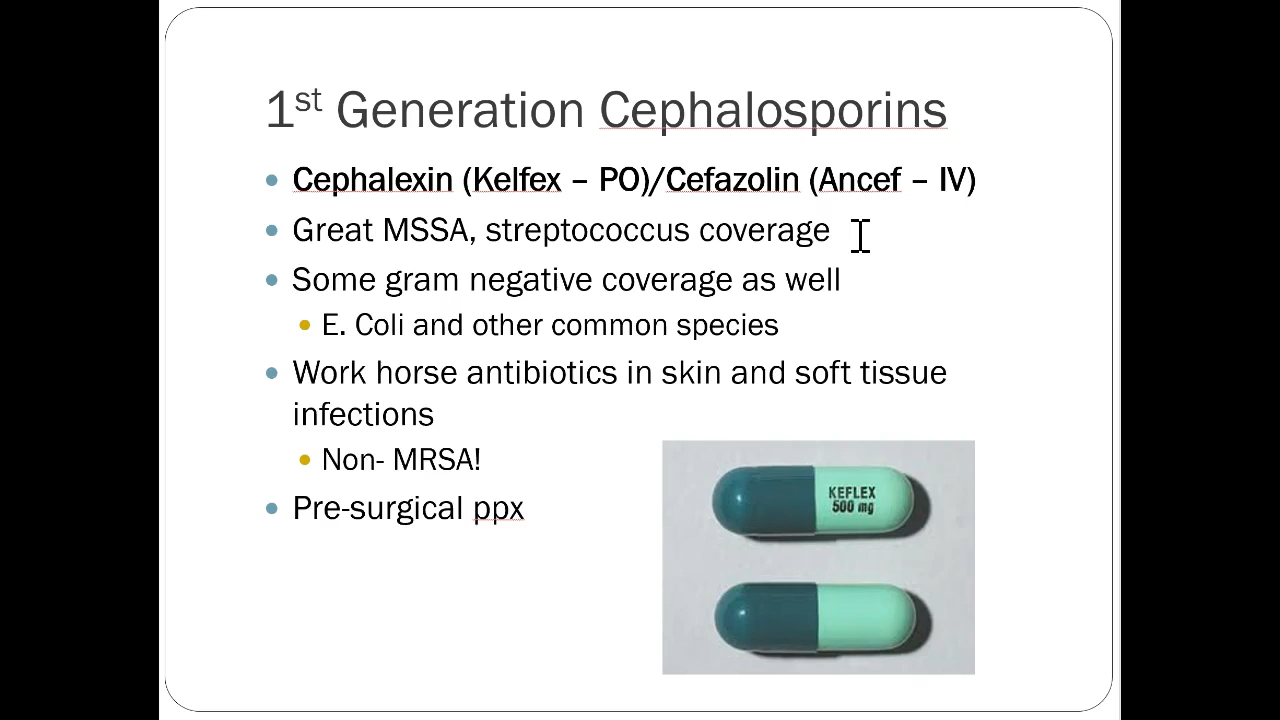 1st Generation Cephalosporins
Cephalexin (Kelfex – PO)/Cefazolin (Ancef – IV)
Great MSSA, streptococcus coverage
Some gram negative coverage as well
E. Coli and other common species
Work horse antibiotics in skin and soft tissue
infections
Non- MRSA!
Pre-surgical ppx
KEFLEX
500 mg